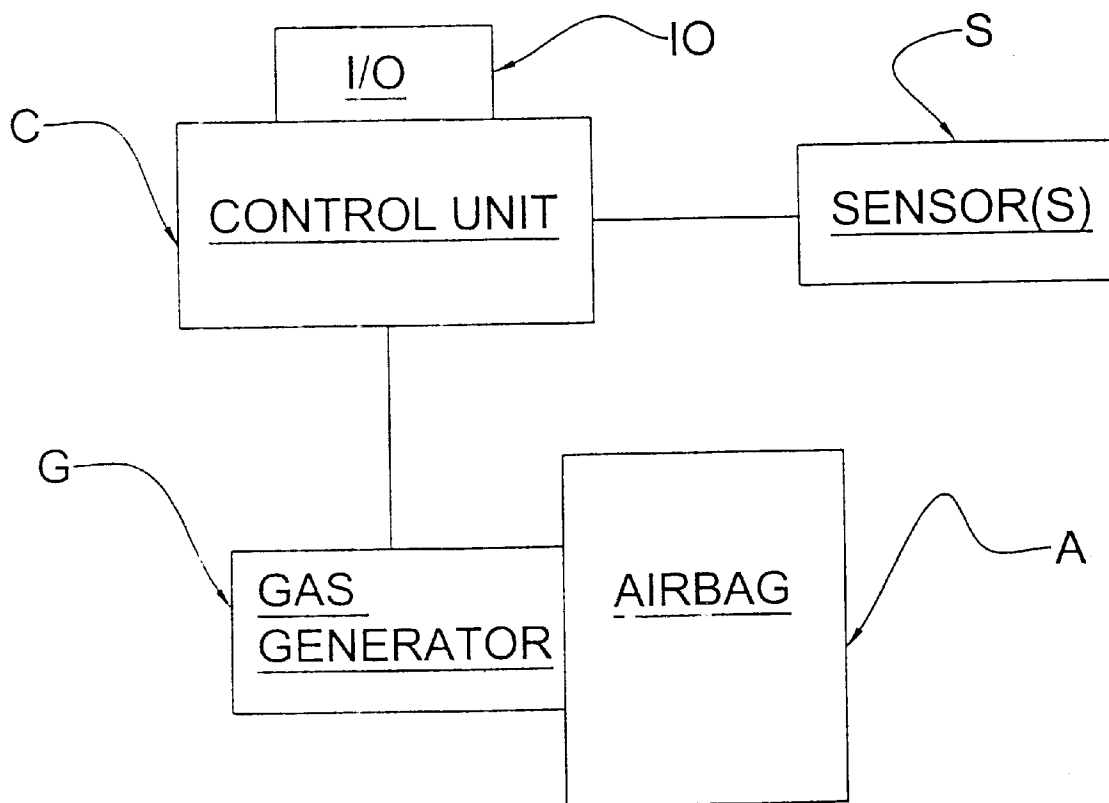 I/O
IO
S
C
CONTROL UNIT
SENSOR(S)
G
GAS
GENERATOR
AIRBAG
A